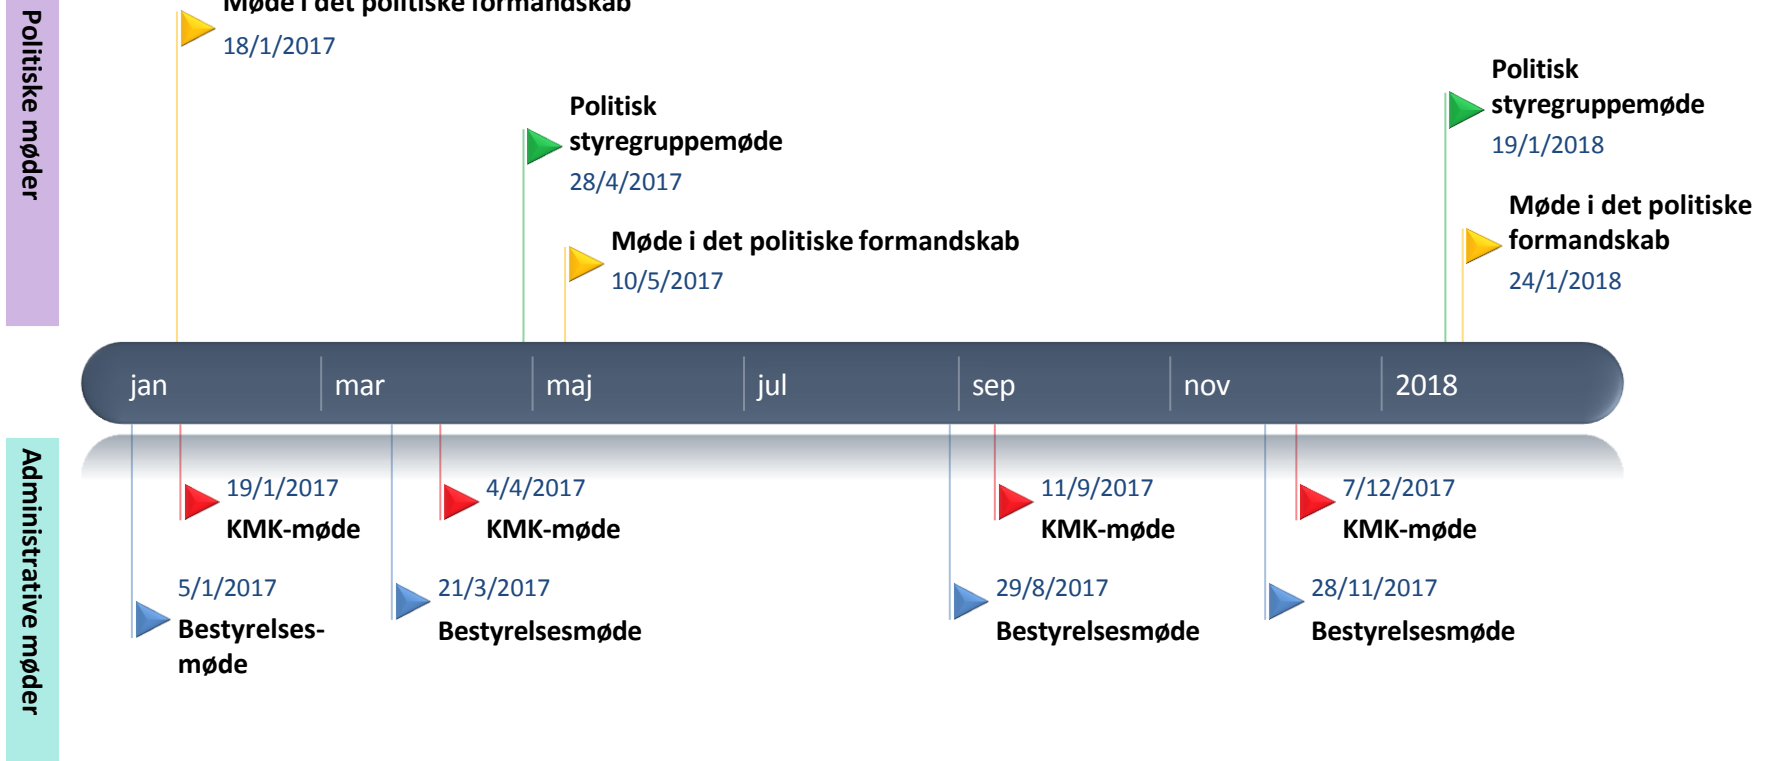 Politiske møder
Møde i det politiske formandskab
18/1/2017
Politisk
styregruppemøde
28/4/2017
Møde i det politiske formandskab
10/5/2017
Politisk
styregruppemøde
19/1/2018
Møde i det politiske
formandskab
24/1/2018
jan mar maj jul sep nov 2018
Administrative møder
19/1/2017
KMK-møde
4/4/2017
KMK-møde
11/9/2017
KMK-møde
7/12/2017
KMK-møde
5/1/2017
Bestyrelses-
møde
21/3/2017
Bestyrelsesmøde
29/8/2017
Bestyrelsesmøde
28/11/2017
Bestyrelsesmøde